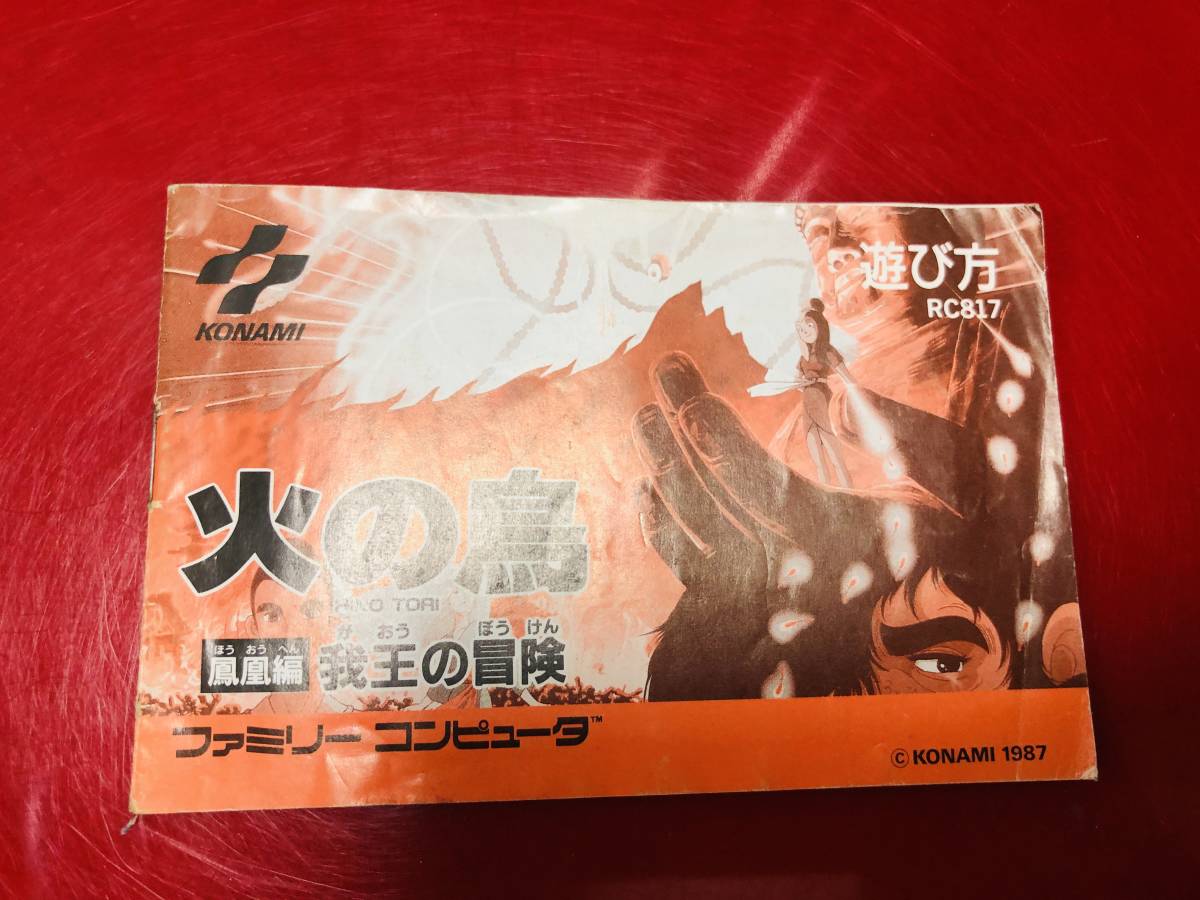 KONAMI
遊び方
RC817
火の鳥
HINO TORI
ほう おう へん
鳳凰編
が おう ぼう けん
我王の冒険
ファミリー コンピュータ™
© KONAMI 1987